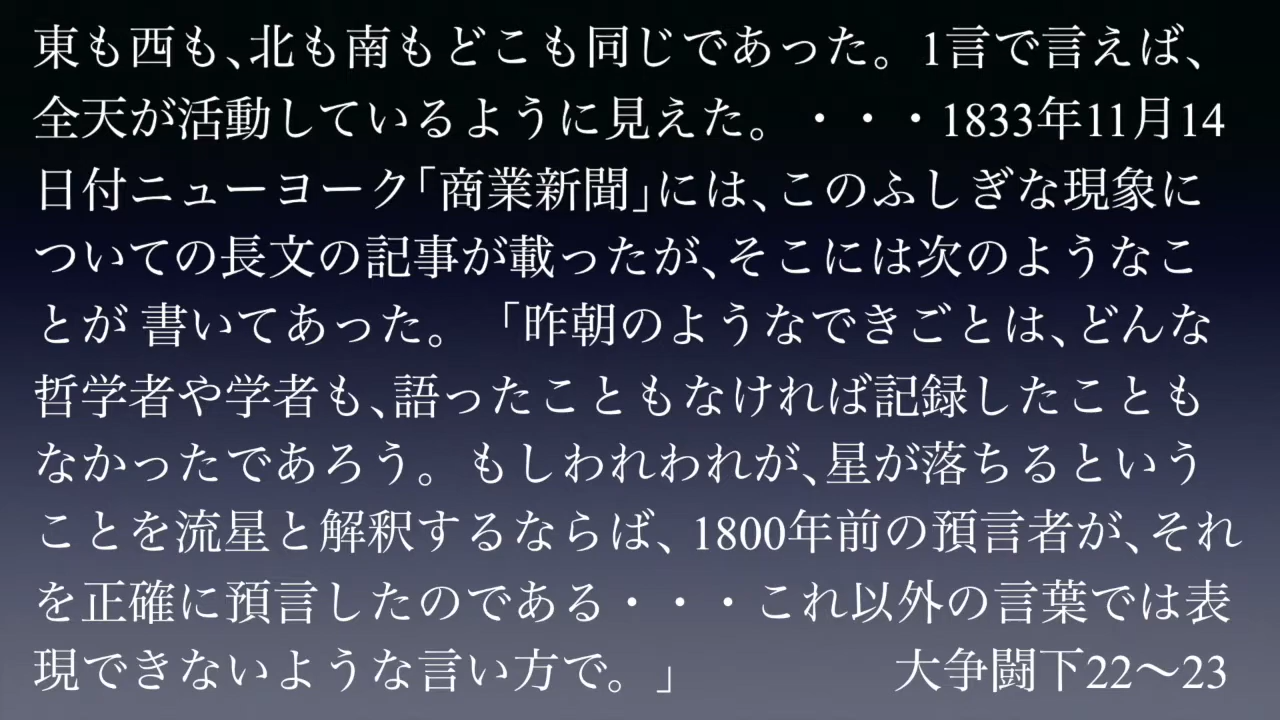 東も西も、北も南もどこも同じであった。1言で言えば、
全天が活動しているように見えた。・・・1833年11月14
日付ニューヨーク「商業新聞」には、このふしぎな現象に
ついての長文の記事が載ったが、そこには次のようなこ
とが 書いてあった。 「昨朝のようなできごとは、どんな
哲学者や学者も、語ったこともなければ記録したことも
なかったであろう。もしわれわれが、星が落ちるという
ことを流星と解釈するならば、1800年前の預言者が、それ
を正確に預言したのである・・・ これ以外の言葉では表
現できないような言い方で。」 大争闘下22〜23